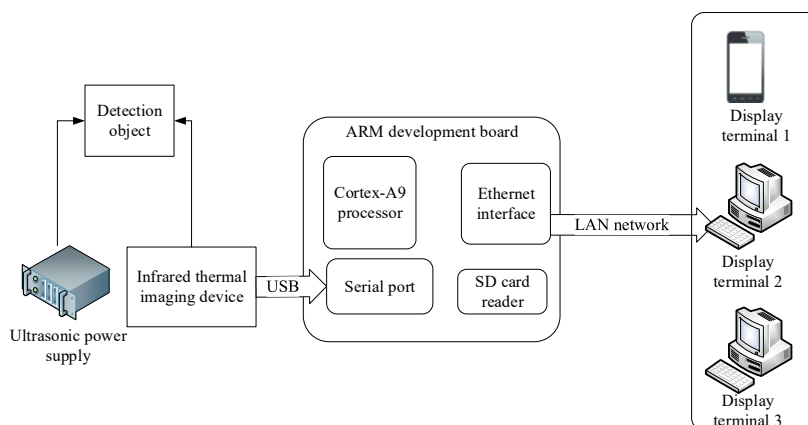 Detection
object
Ultrasonic power
supply
Infrared thermal
imaging device
USB
ARM development board
Cortex-A9
processor
Ethernet
interface
Serial port
SD card
reader
LAN network
Display
terminal 1
Display
terminal 2
Display
terminal 3